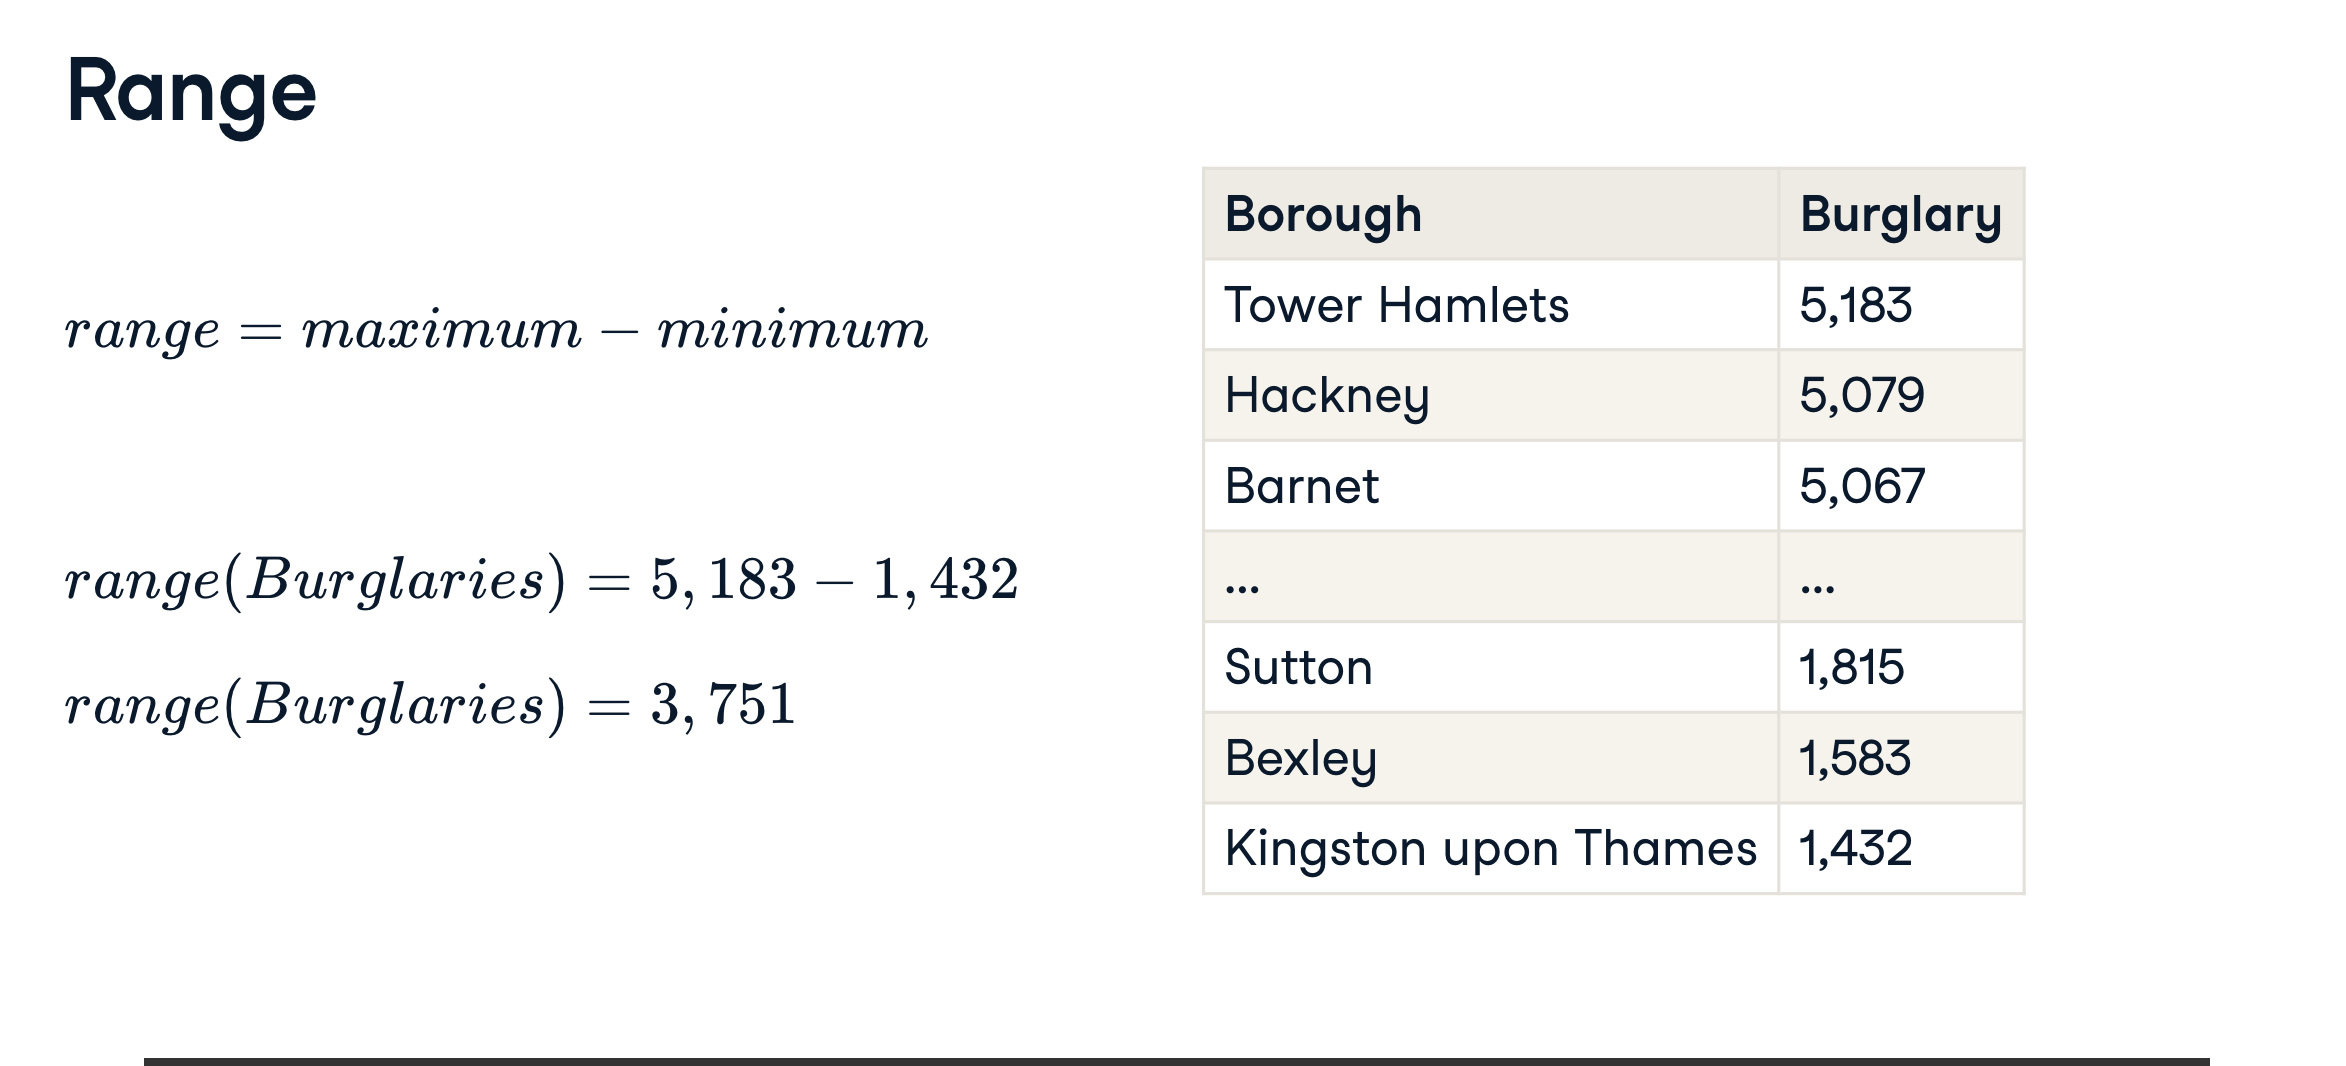 Range
range = maximum − minimum
range(Burglaries) = 5, 183 − 1, 432
range(Burglaries) = 3, 751
Borough Burglary
Tower Hamlets 5,183
Hackney 5,079
Barnet 5,067
... ...
Sutton 1,815
Bexley 1,583
Kingston upon Thames 1,432